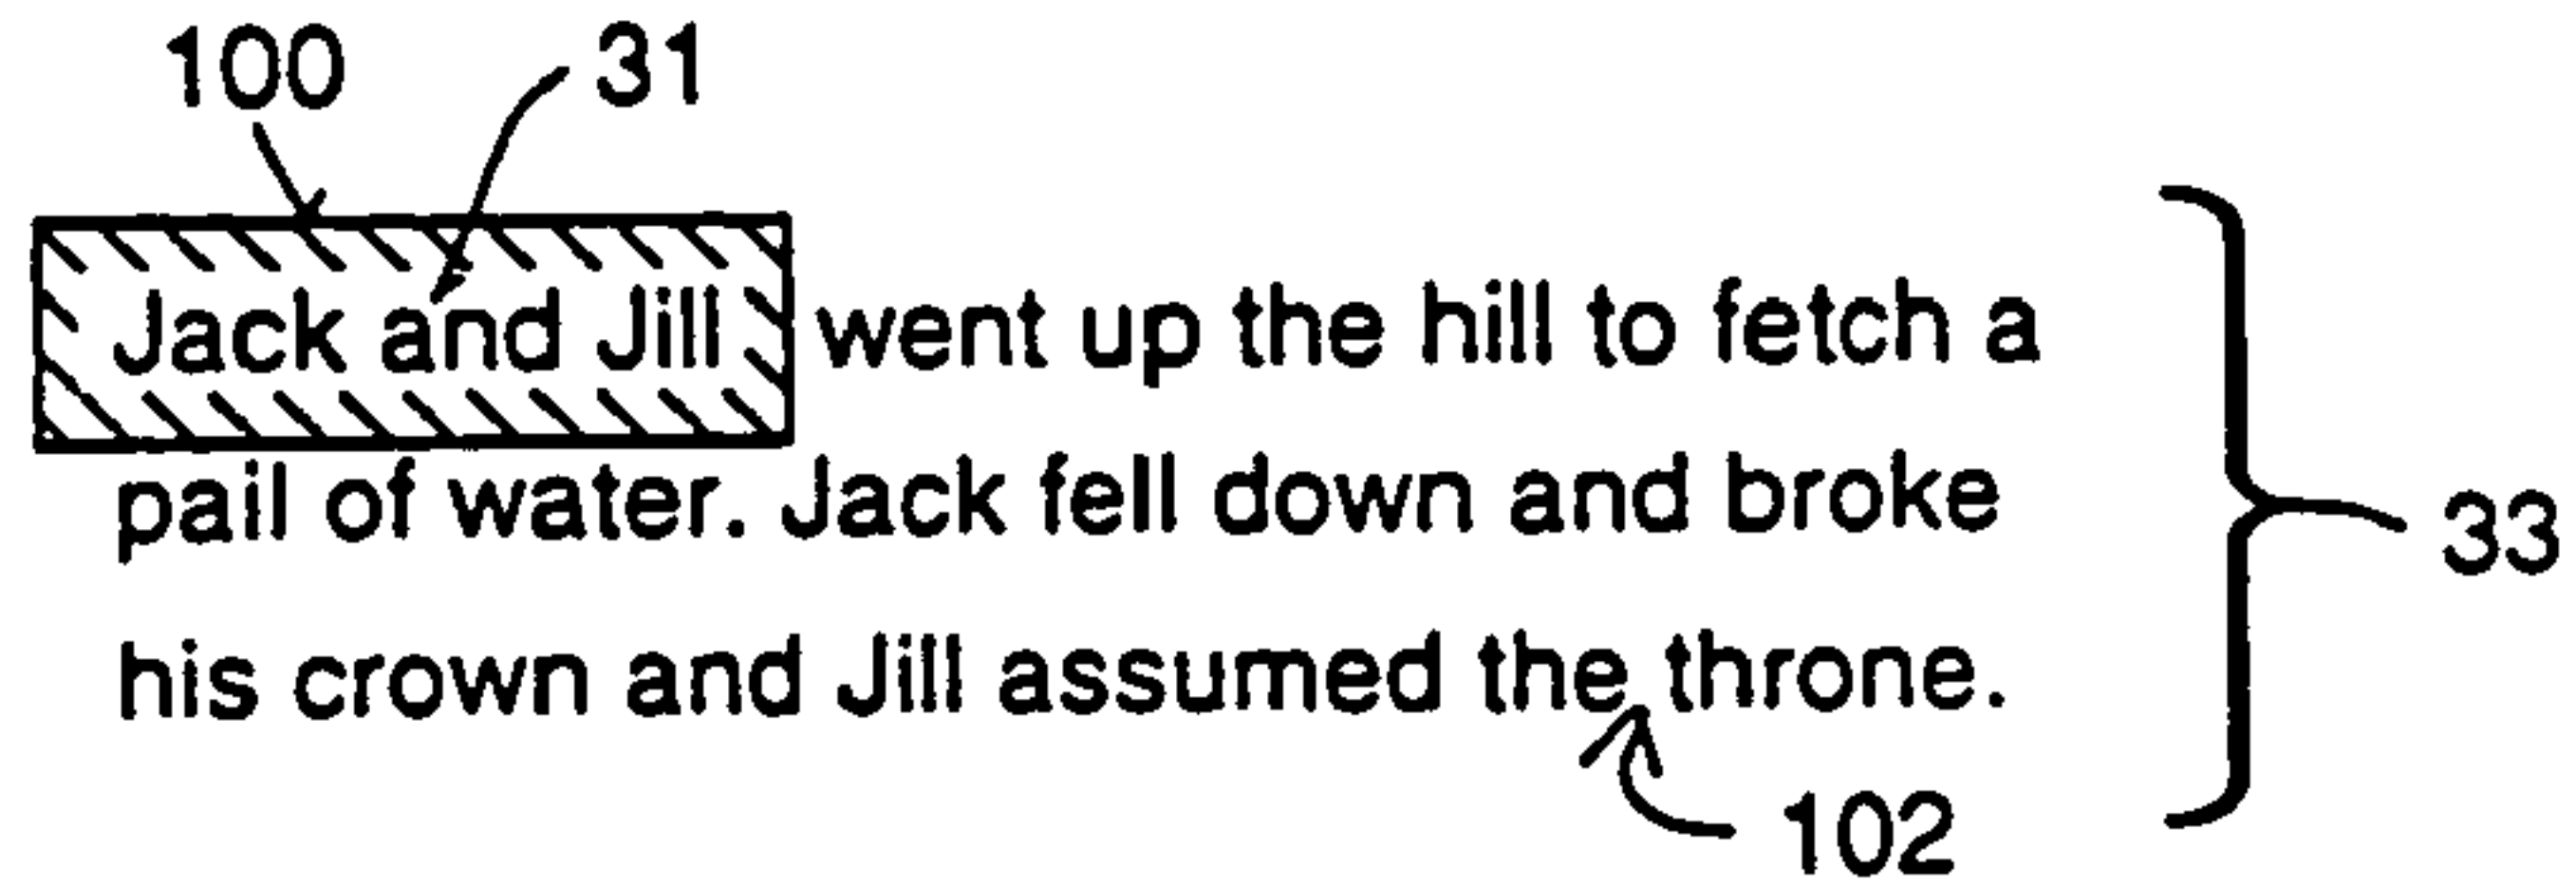 100 31
Jack and Jill went up the hill to fetch a
pail of water. Jack fell down and broke
33
his crown and Jill assumed the throne.
102